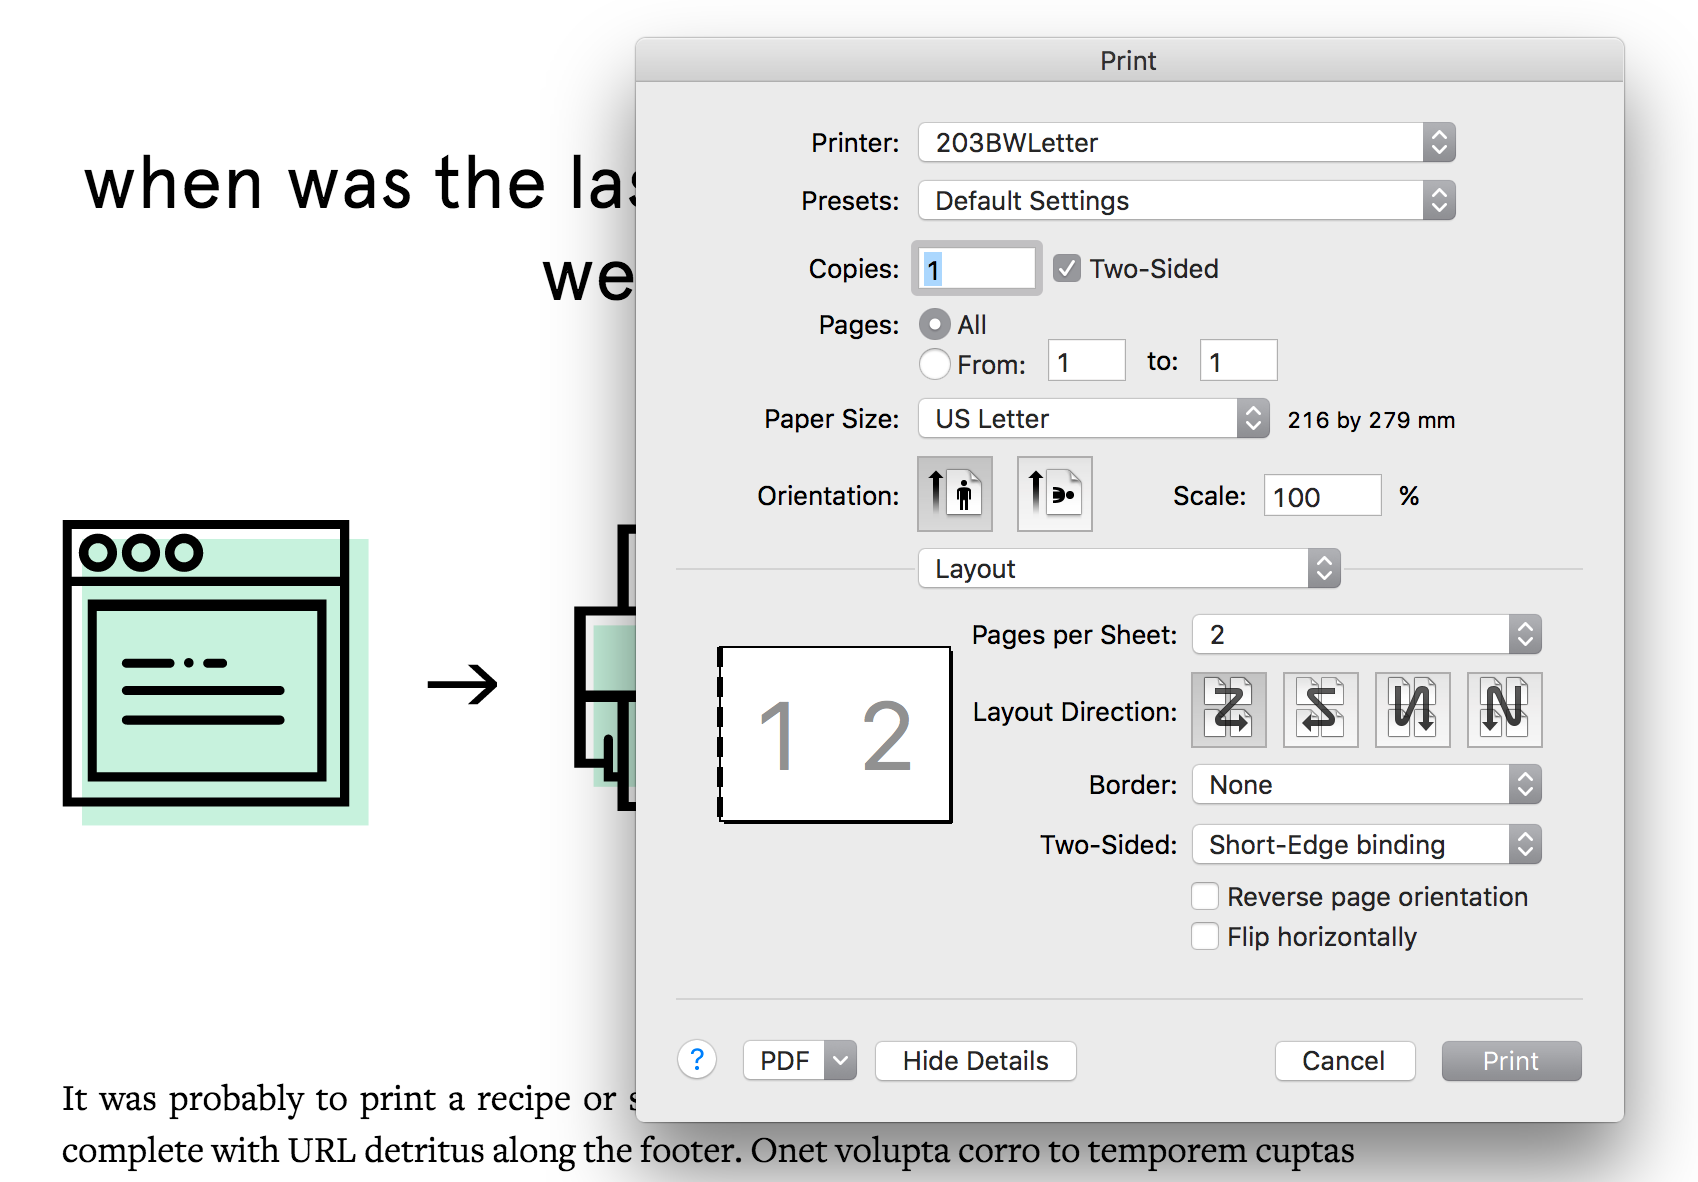 Print
Printer: 203BWLetter
Presets: Default Settings
Copies: 1 Two-Sided
Pages: All
From: 1 to: 1
Paper Size: US Letter 216 by 279 mm
Orientation: Scale: 100 %
Layout
Pages per Sheet: 2
1 2
Layout Direction:
Border: None
Two-Sided: Short-Edge binding
Reverse page orientation
Flip horizontally
? PDF Hide Details Cancel Print
when was the las
we
It was probably to print a recipe or s
complete with URL detritus along the footer. Onet volupta corro to temporem cuptas